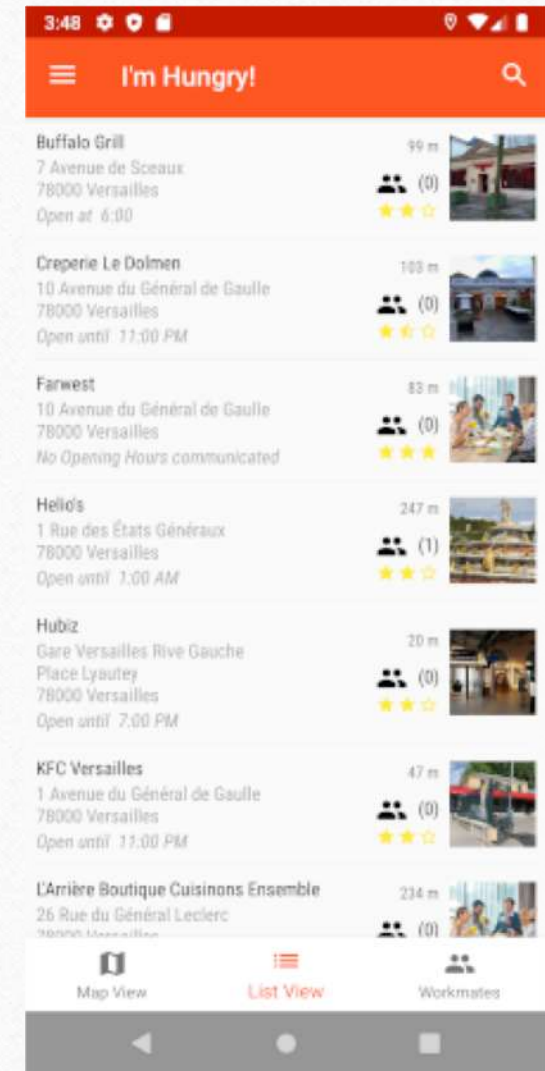 3:48
I'm Hungry!
Buffalo Grill
99 m
7 Avenue de Sceaux
78000 Versailles
(0)
Open at 6:00
Creperie Le Dolmen
103 m
10 Avenue du Général de Gaulle
78000 Versailles
(0)
Open until 11:00 PM
Farwest
83 m
10 Avenue du Général de Gaulle
78000 Versailles
(0)
No Opening Hours communicated
Helio's
247 m
1 Rue des États Généraux
78000 Versailles
(1)
Open until 1:00 AM
Hubiz
20 m
Gare Versailles Rive Gauche
Place Lyautey
78000 Versailles
(0)
Open until 7:00 PM
KFC Versailles
47 m
1 Avenue du Général de Gaulle
78000 Versailles
(0)
Open until 11:00 PM
L'Arrière Boutique Cuisinons Ensemble
234 m
26 Rue du Général Leclerc
78000 Versailles
(0)
Map View
List View
Workmates